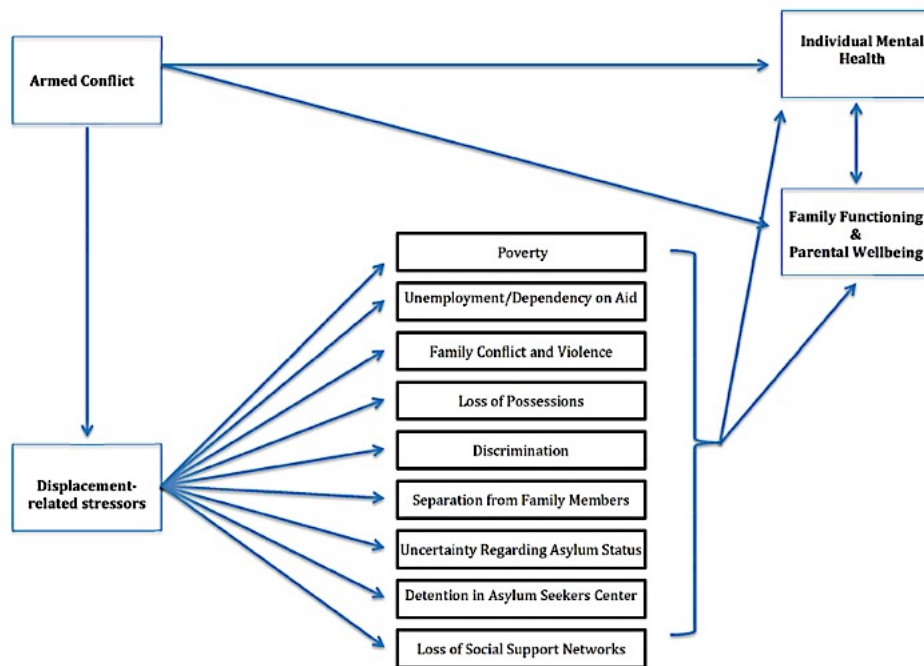 Armed Conflict
Individual Mental
Health
Family Functioning
&
Parental Wellbeing
Displacement-
related stressors
Poverty
Unemployment/Dependency on Aid
Family Conflict and Violence
Loss of Possessions
Discrimination
Separation from Family Members
Uncertainty Regarding Asylum Status
Detention in Asylum Seekers Center
Loss of Social Support Networks